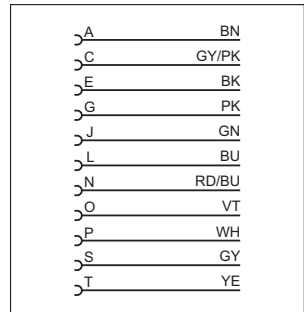 A BN
C GY/PK
E BK
G PK
J GN
L BU
N RD/BU
O VT
P WH
S GY
T YE